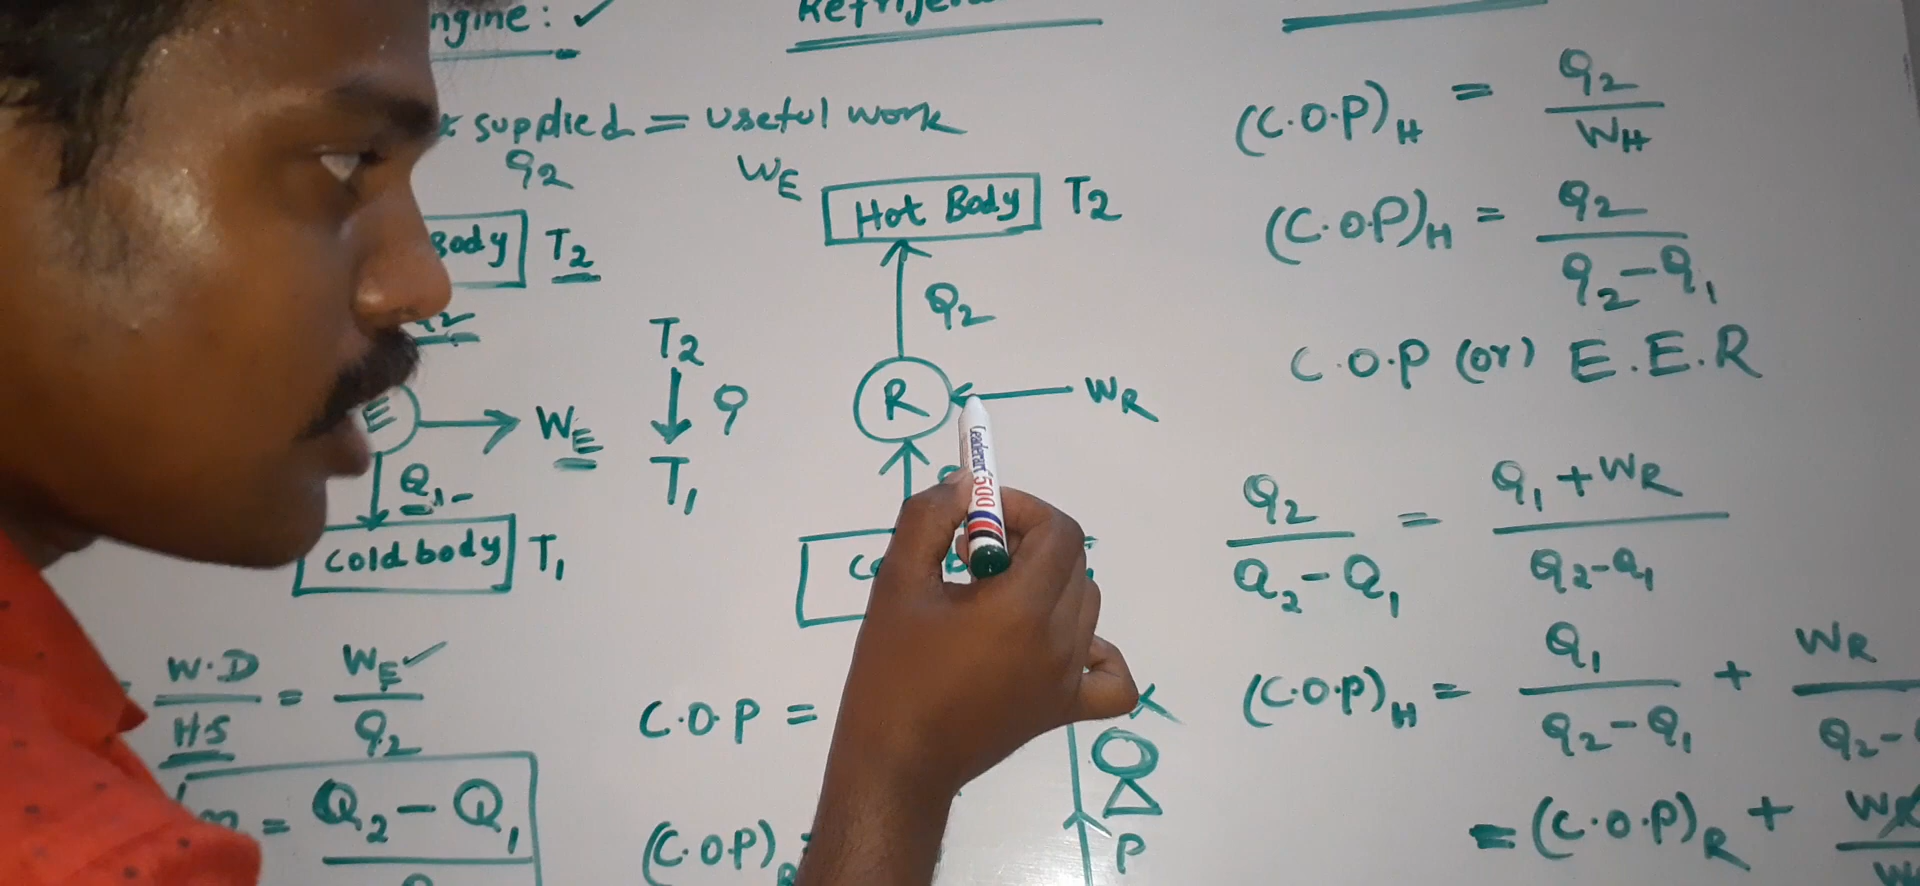 ngine: ✓
supplied = useful work
Q2
WE
Body
T2
E
WE
Q1
Cold body
T1
W.D / H.S = WE ✓ / Q2
= Q2 - Q1
T2
↓ Q
T1
Hot Body
T2
Q2
R
WR
C.O.P =
(C.O.P)R
P
(C.O.P)H = Q2 / WH
(C.O.P)H = Q2 / Q2 - Q1
C.O.P (or) E.E.R
Q2 / Q2 - Q1 = Q1 + WR / Q2 - Q1
(C.O.P)H = Q1 / Q2 - Q1 + WR / Q2 -
= (C.O.P)R + WR
Leadermark 500